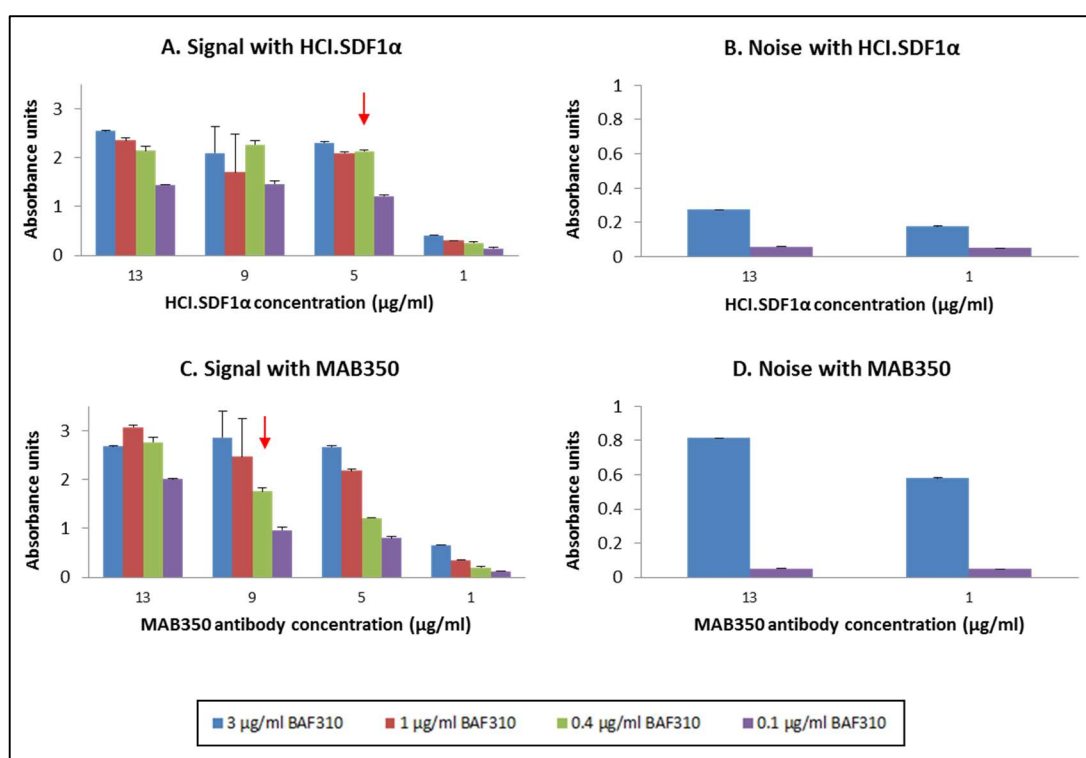 A. Signal with HCI.SDF1α
Absorbance units
3
2
1
0
13 9 5 1
HCI.SDF1α concentration (µg/ml)
B. Noise with HCI.SDF1α
Absorbance units
1
0.8
0.6
0.4
0.2
0
13 1
HCI.SDF1α concentration (µg/ml)
C. Signal with MAB350
Absorbance units
3
2
1
0
13 9 5 1
MAB350 antibody concentration (µg/ml)
D. Noise with MAB350
Absorbance units
1
0.8
0.6
0.4
0.2
0
13 1
MAB350 antibody concentration (µg/ml)
3 µg/ml BAF310 1 µg/ml BAF310 0.4 µg/ml BAF310 0.1 µg/ml BAF310